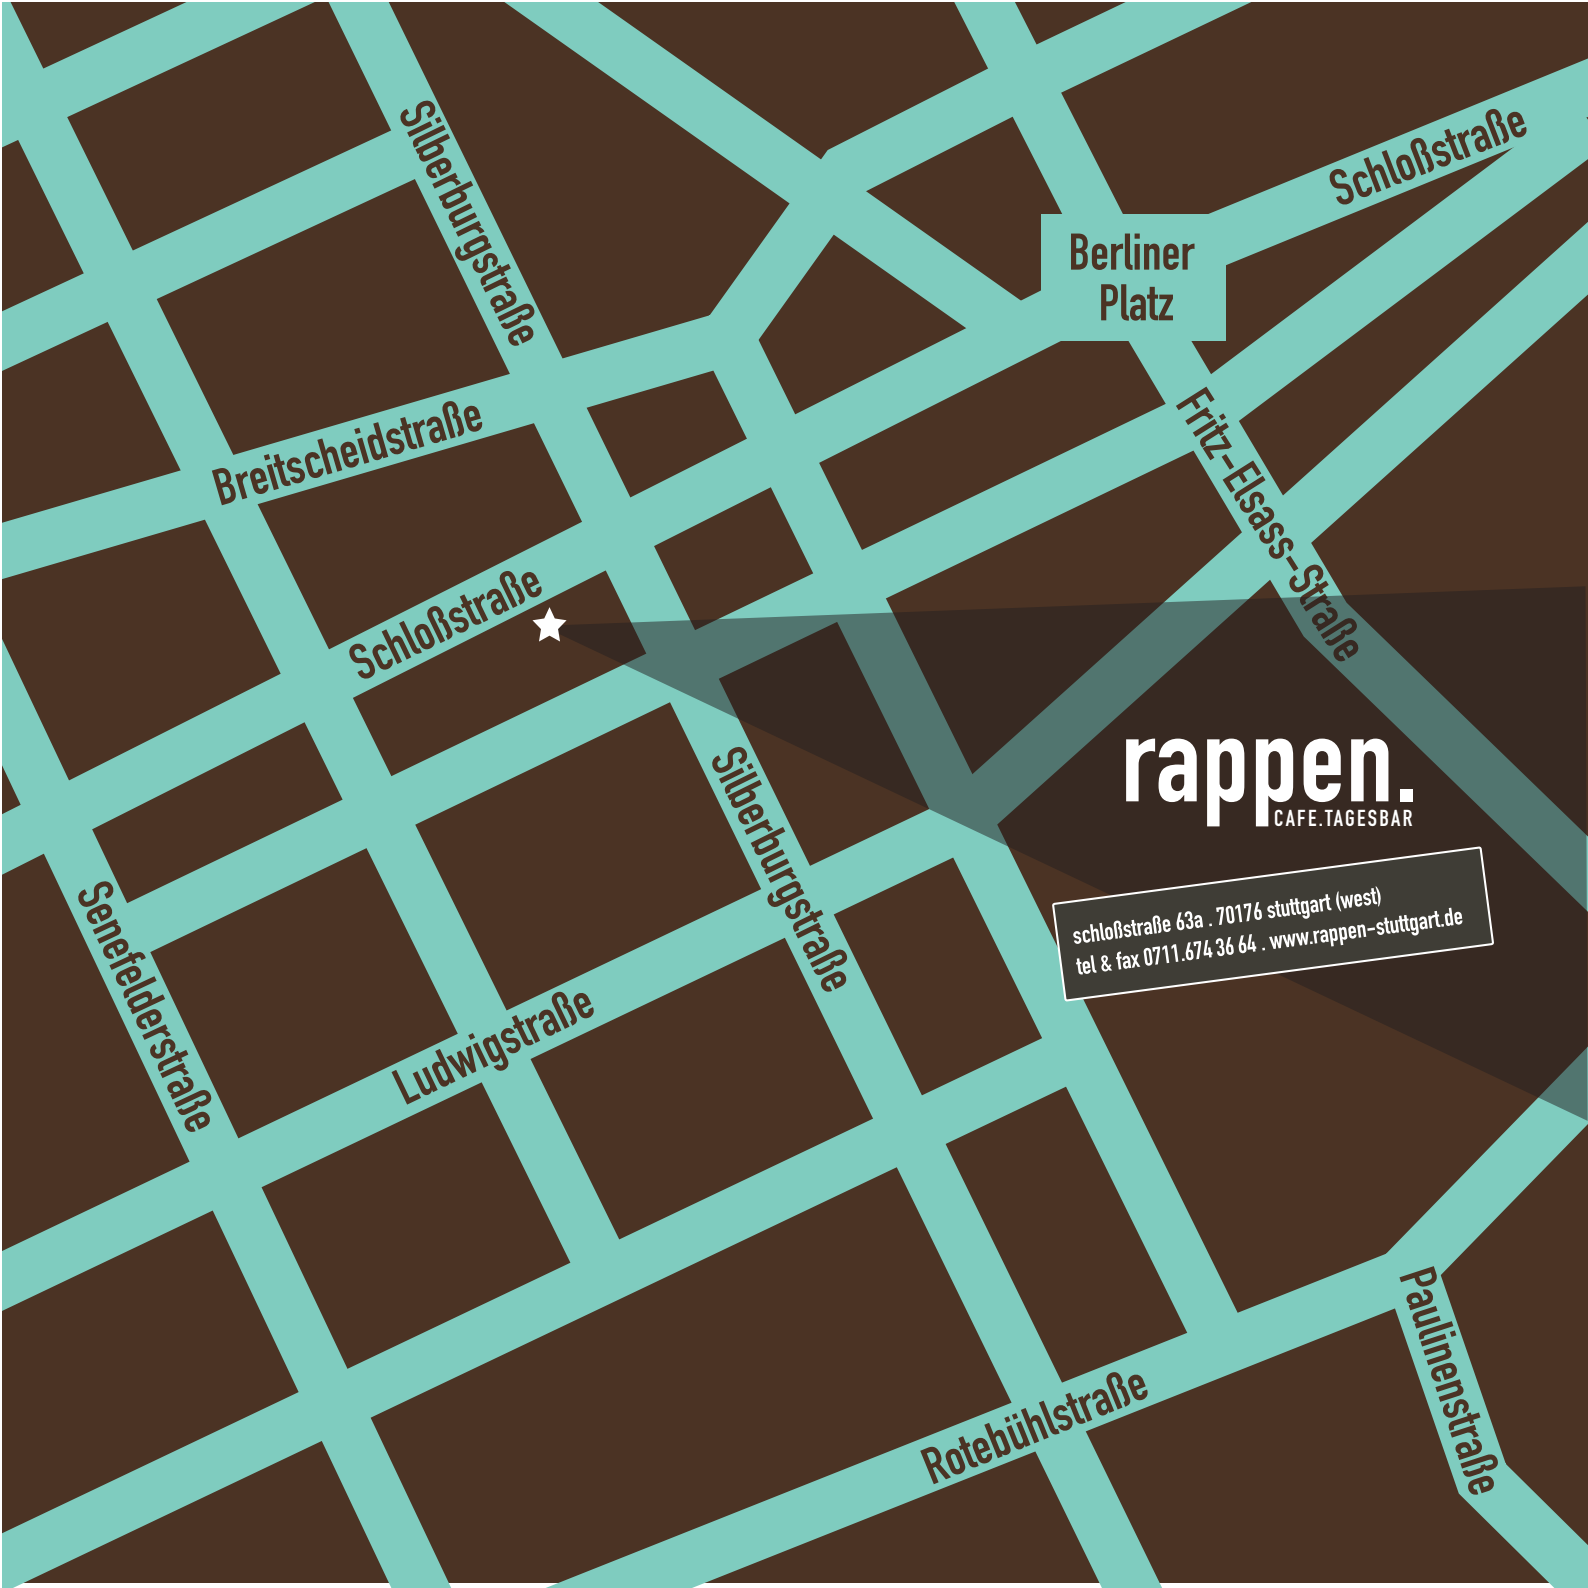 Silberburgstraße
Schloßstraße
Berliner
Platz
Breitscheidstraße
Fritz-Elsass-Straße
Schloßstraße
rappen.
CAFE.TAGESBAR
Silberburgstraße
schloßstraße 63a . 70176 stuttgart (west)
tel & fax 0711.674 36 64 . www.rappen-stuttgart.de
Senefelderstraße
Ludwigstraße
Paulinenstraße
Rotebühlstraße